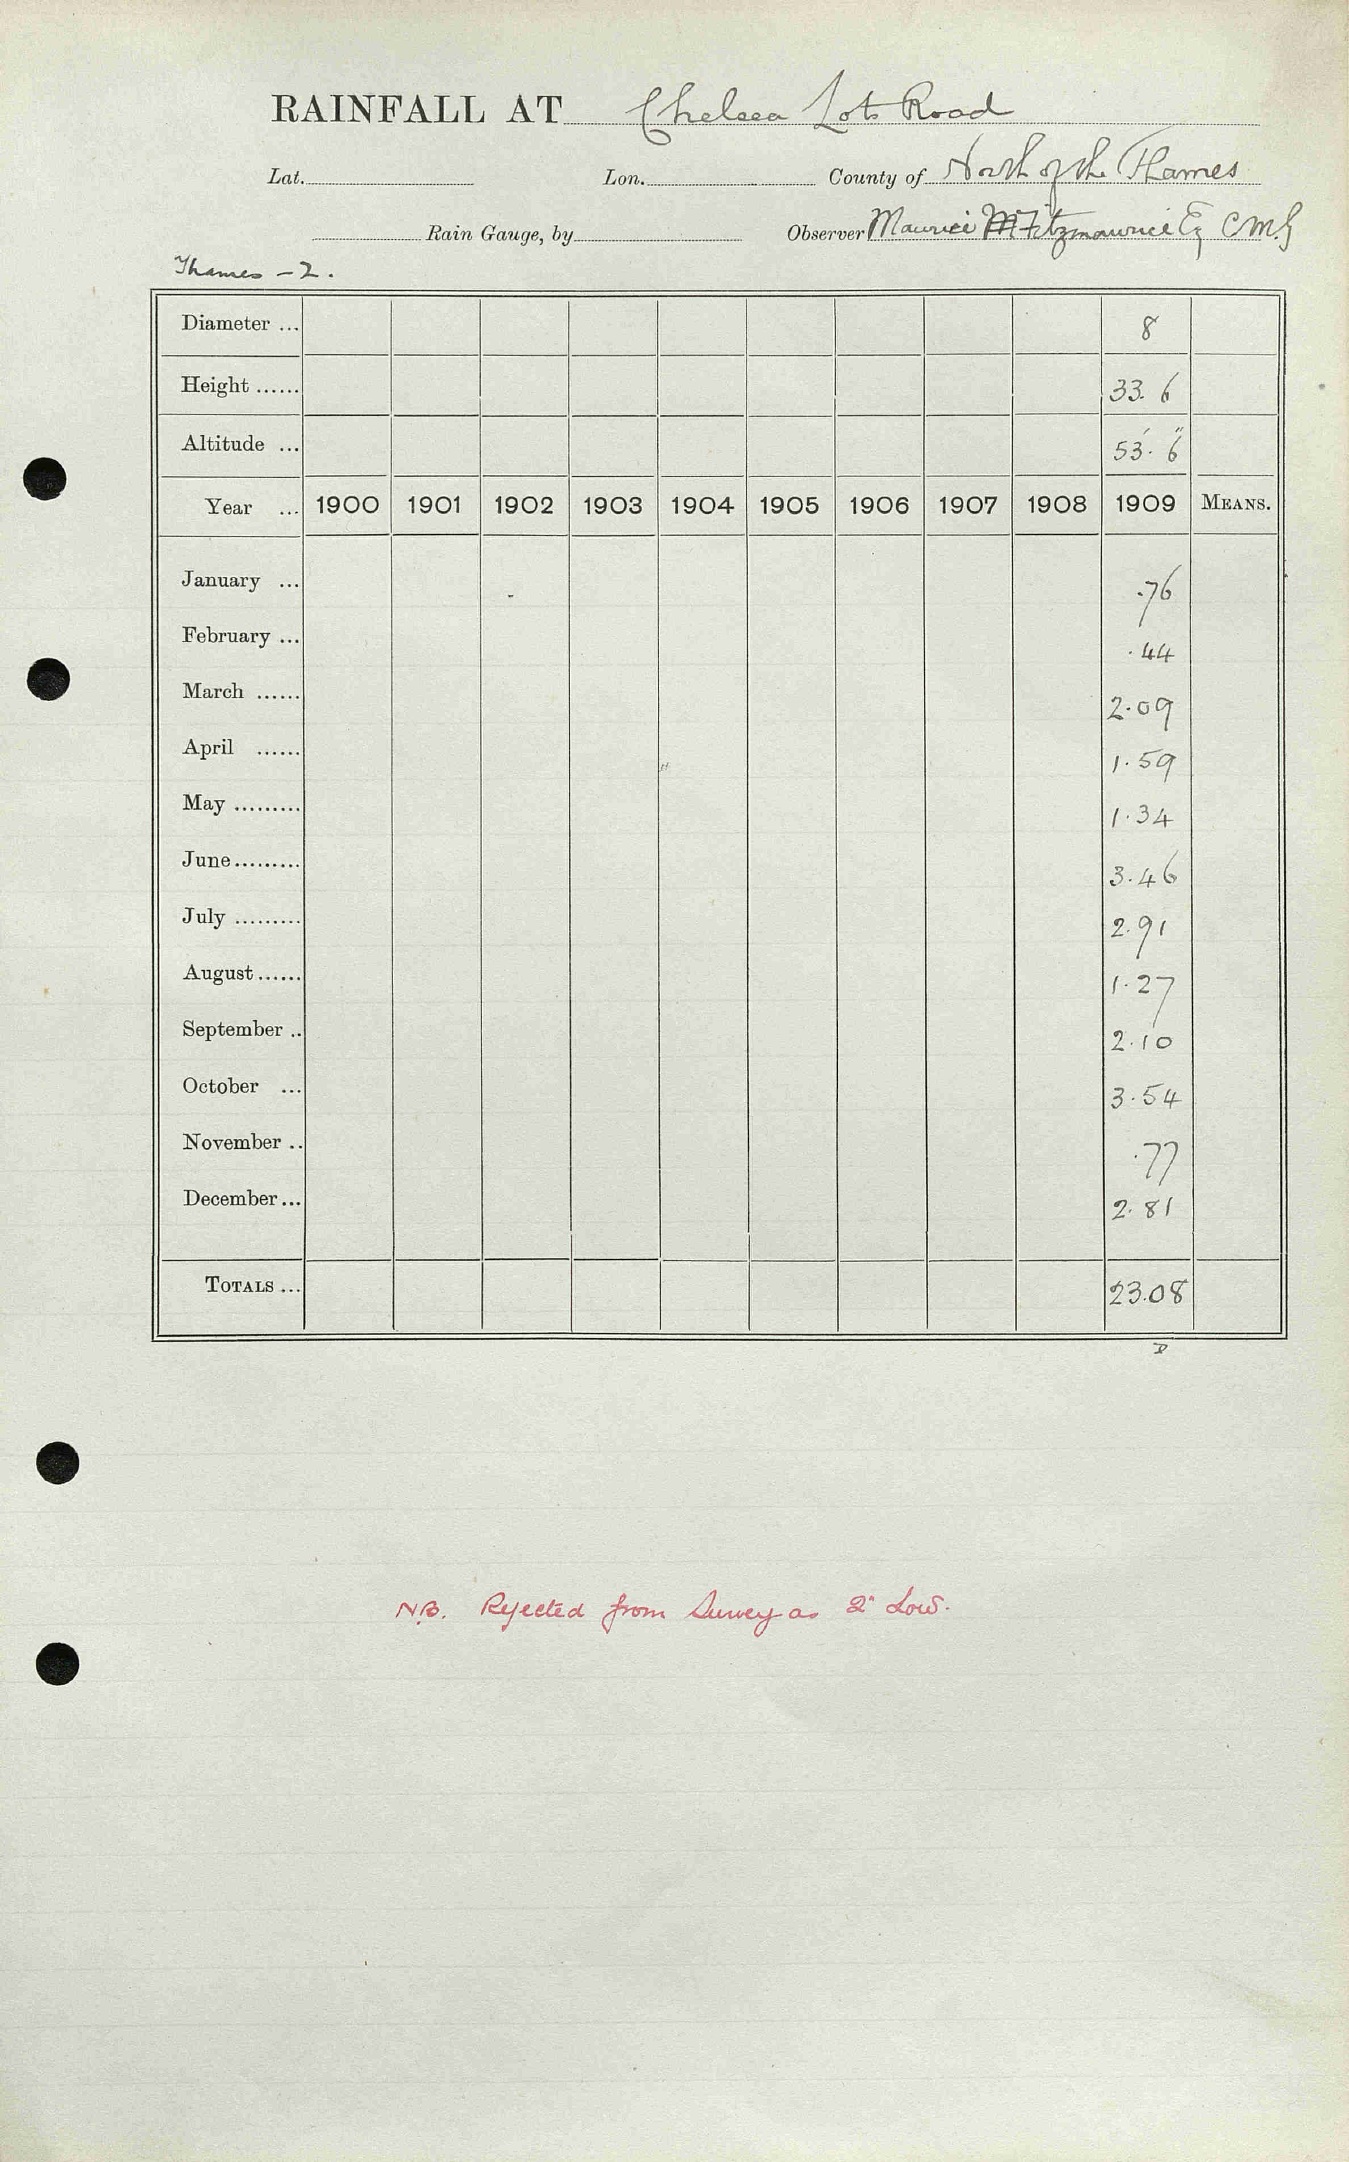 RAINFALL AT Chelsea Lots Road
Lat. Lon. County of North of the Thames
Rain Gauge, by Observer Maurice Fitzmaurice Esq CMG
Thames - 2.
Diameter ... 8
Height ...... 33. 6
Altitude ... 53'. 6"
Year ... 1900 1901 1902 1903 1904 1905 1906 1907 1908 1909 MEANS.
January ... .76
February ... .44
March ...... 2.09
April ...... 1.59
May ......... 1.34
June ......... 3.46
July ......... 2.91
August ...... 1.27
September .. 2.10
October ... 3.54
November .. .77
December ... 2.81
TOTALS ... 23.08
D
N.B. Rejected from Survey as 2" Low.